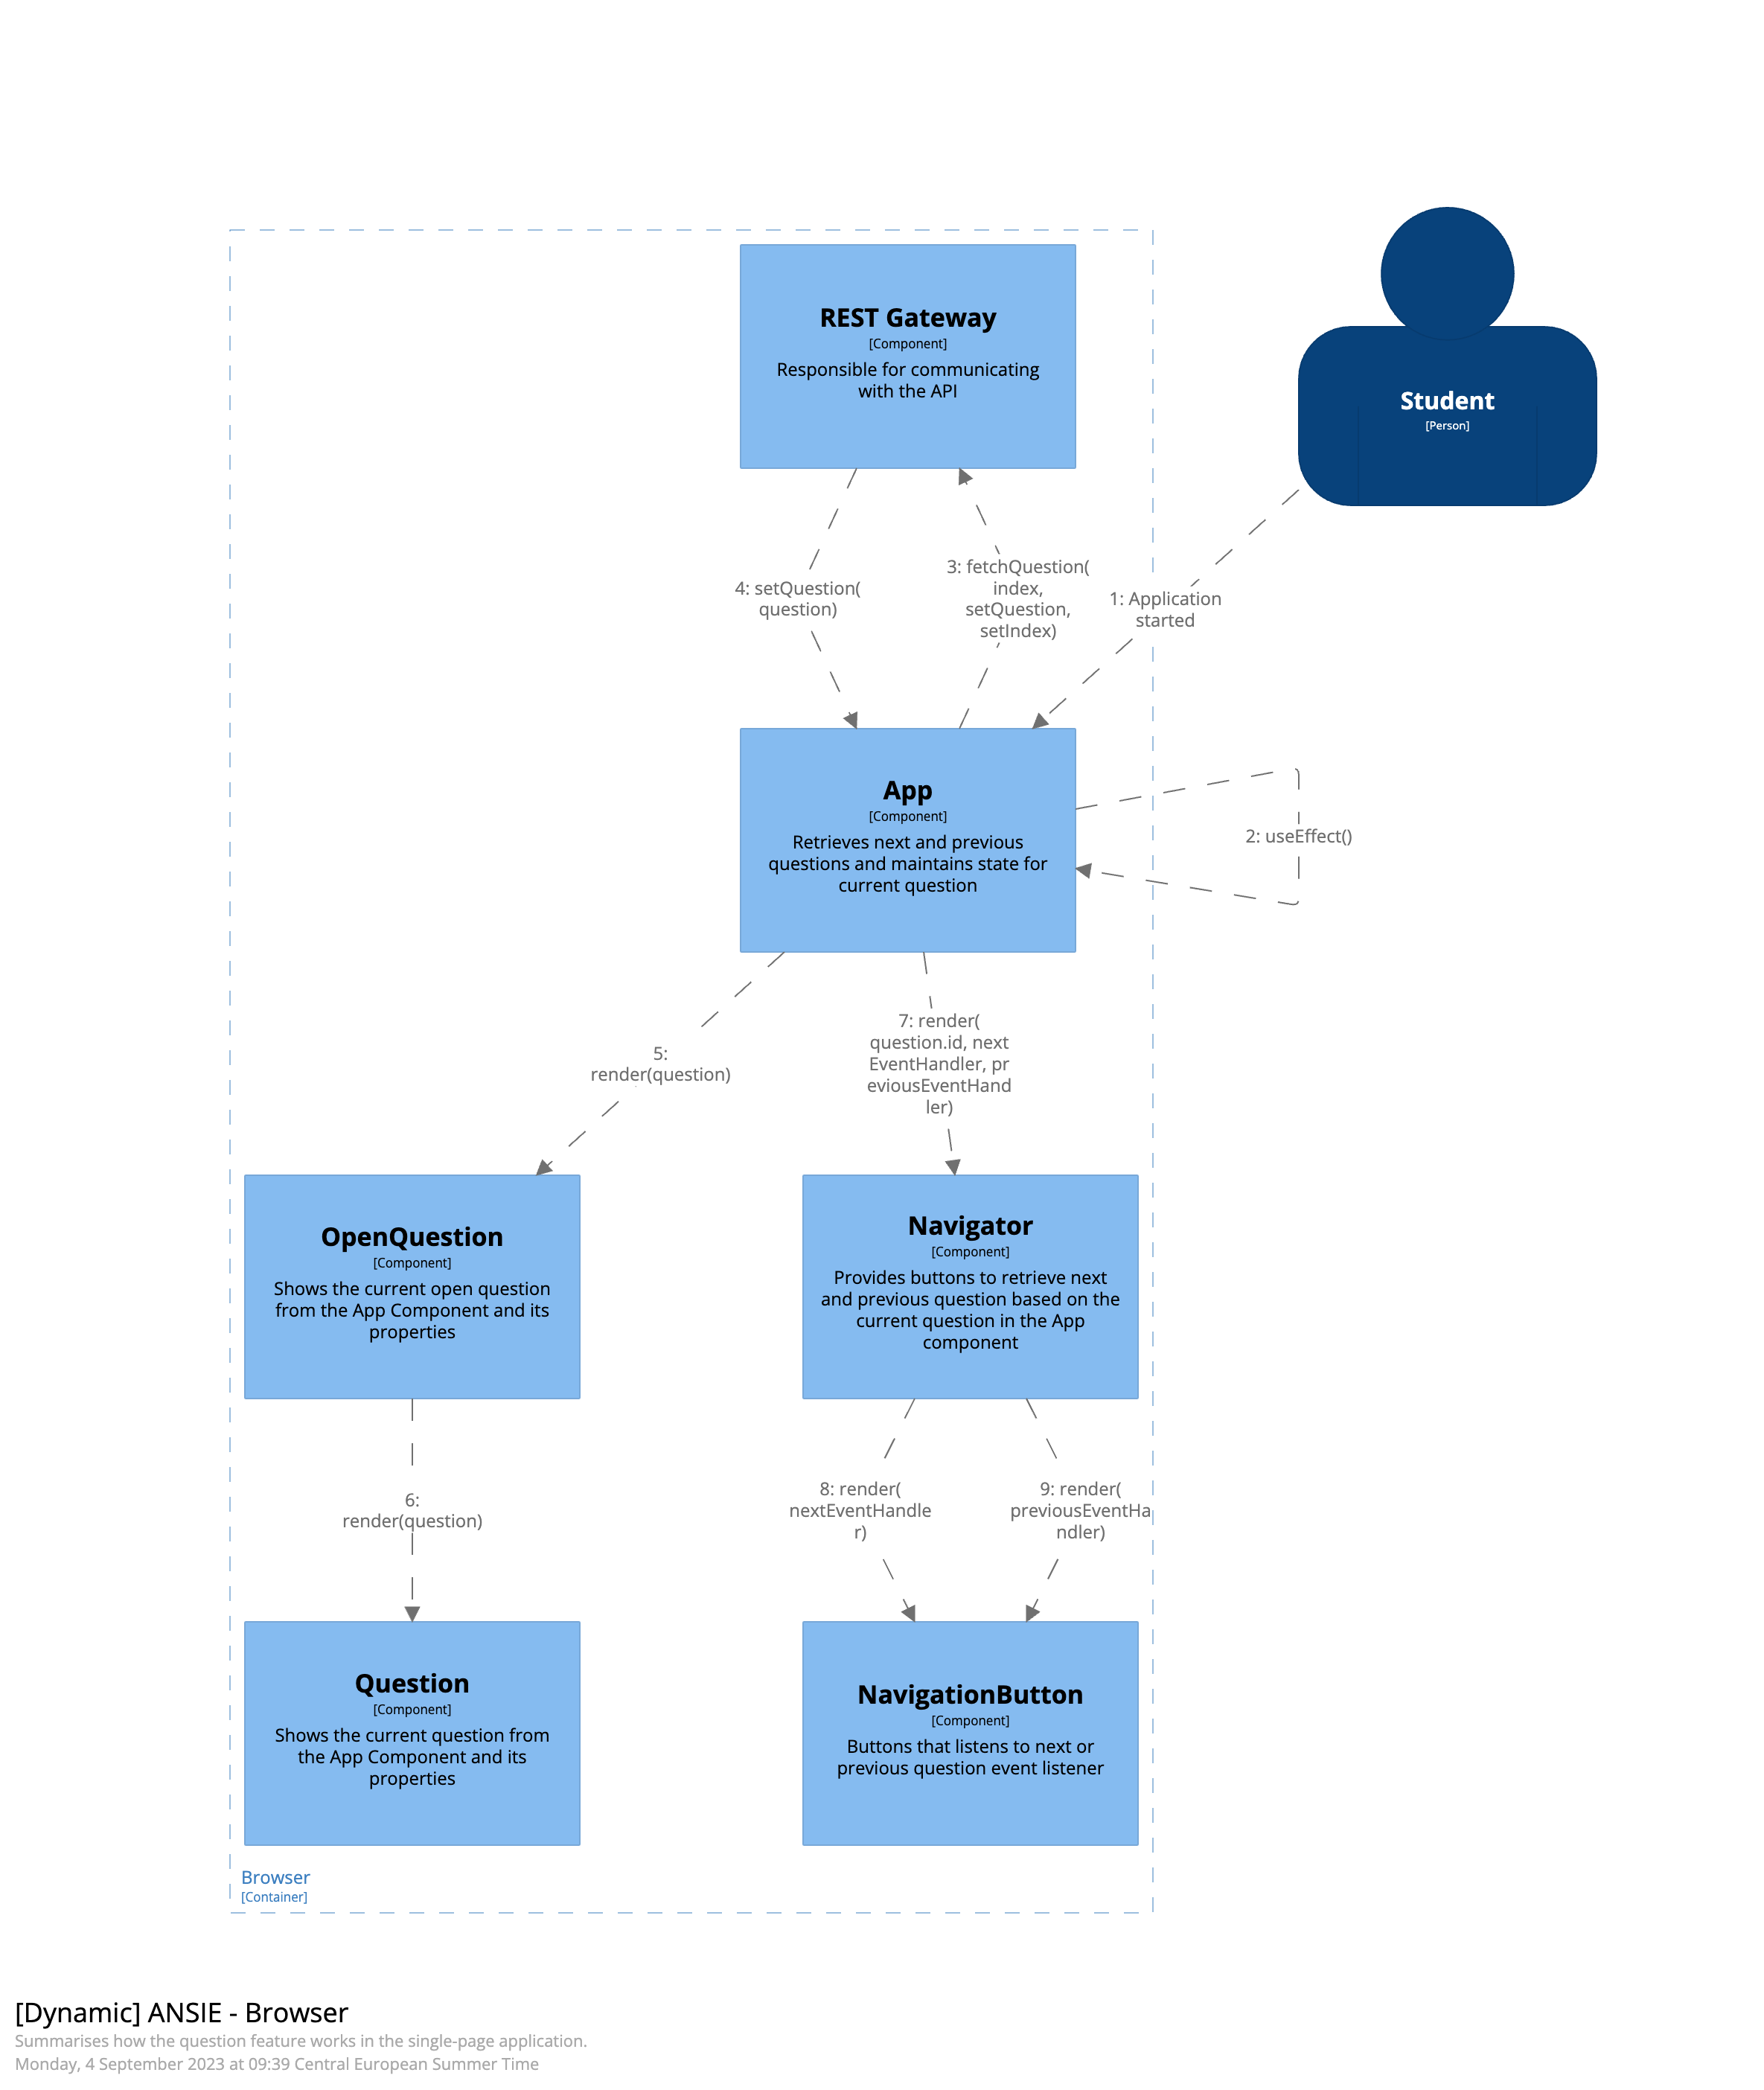 REST Gateway
[Component]
Responsible for communicating
with the API
Student
[Person]
4: setQuestion(
question)
3: fetchQuestion(
index,
setQuestion,
setIndex)
1: Application
started
App
[Component]
Retrieves next and previous
questions and maintains state for
current question
2: useEffect()
5:
render(question)
7: render(
question.id, next
EventHandler, pr
eviousEventHand
ler)
OpenQuestion
[Component]
Shows the current open question
from the App Component and its
properties
Navigator
[Component]
Provides buttons to retrieve next
and previous question based on the
current question in the App
component
6:
render(question)
8: render(
nextEventHandle
r)
9: render(
previousEventHa
ndler)
Question
[Component]
Shows the current question from
the App Component and its
properties
NavigationButton
[Component]
Buttons that listens to next or
previous question event listener
Browser
[Container]
[Dynamic] ANSIE - Browser
Summarises how the question feature works in the single-page application.
Monday, 4 September 2023 at 09:39 Central European Summer Time